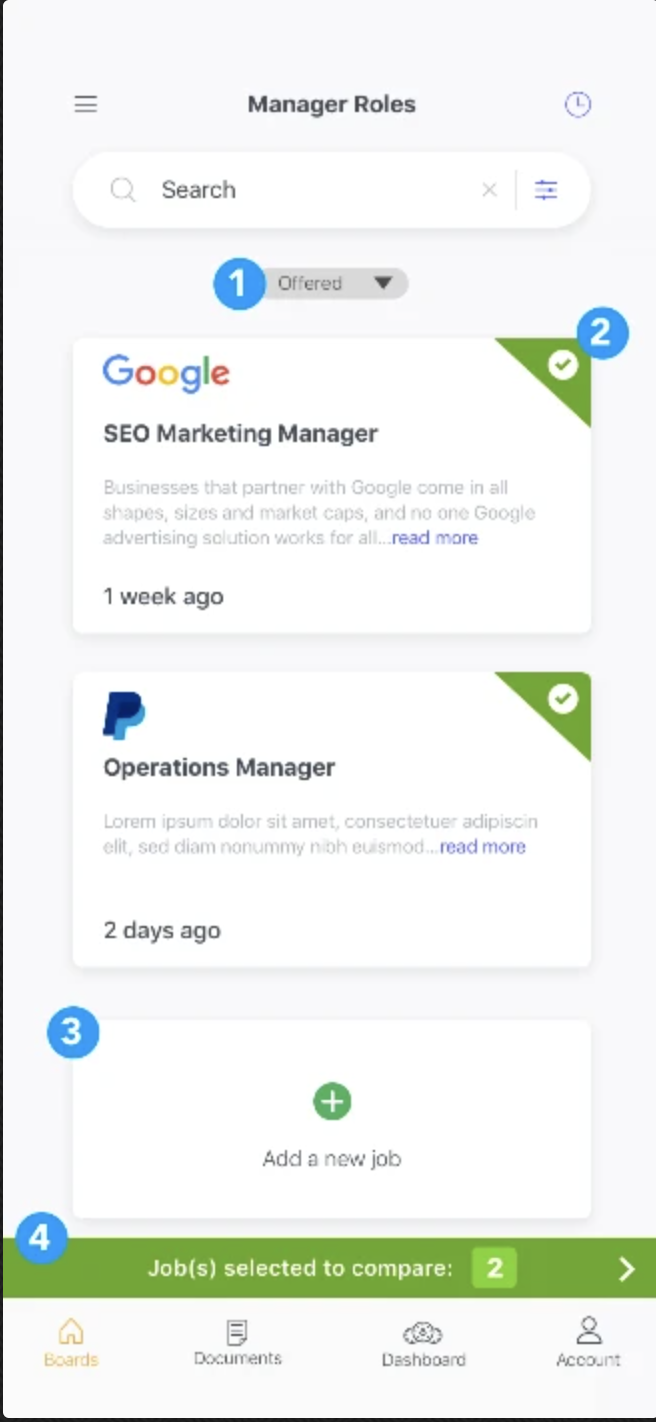 Manager Roles
Search
1 Offered
2
Google
SEO Marketing Manager
Businesses that partner with Google come in all
shapes, sizes and market caps, and no one Google
advertising solution works for all...read more
1 week ago
Operations Manager
Lorem ipsum dolor sit amet, consectetuer adipiscin
elit, sed diam nonummy nibh euismod...read more
2 days ago
3
Add a new job
4
Job(s) selected to compare: 2
Boards Documents Dashboard Account